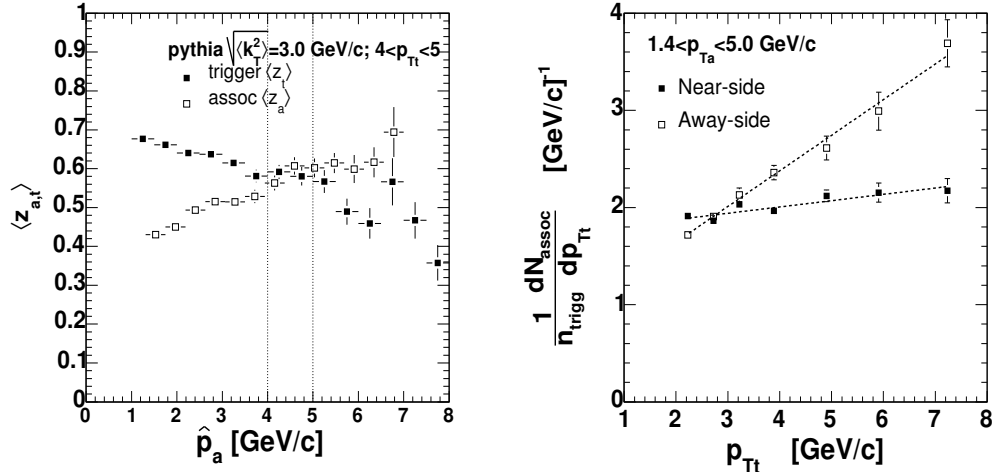 pythia √⟨k²_T⟩=3.0 GeV/c; 4<p_Tt<5
trigger ⟨z_t⟩
assoc ⟨z_a⟩
⟨z_a,t⟩
1
0.9
0.8
0.7
0.6
0.5
0.4
0.3
0.2
0.1
0
0 1 2 3 4 5 6 7 8
p̂_a [GeV/c]
1.4<p_Ta<5.0 GeV/c
Near-side
Away-side
1/n_trigg dN_assoc/dp_Tt [GeV/c]⁻¹
4
3
2
1
0
1 2 3 4 5 6 7 8
p_Tt [GeV/c]